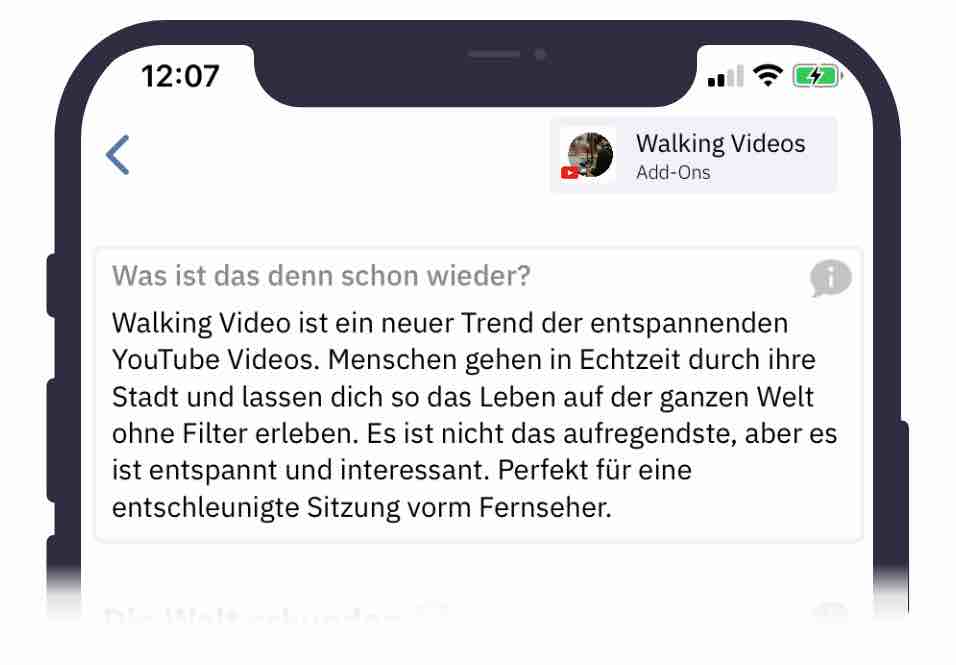 12:07
Walking Videos
Add-Ons
Was ist das denn schon wieder?
Walking Video ist ein neuer Trend der entspannenden
YouTube Videos. Menschen gehen in Echtzeit durch ihre
Stadt und lassen dich so das Leben auf der ganzen Welt
ohne Filter erleben. Es ist nicht das aufregendste, aber es
ist entspannt und interessant. Perfekt für eine
entschleunigte Sitzung vorm Fernseher.
Die Welt erkunden